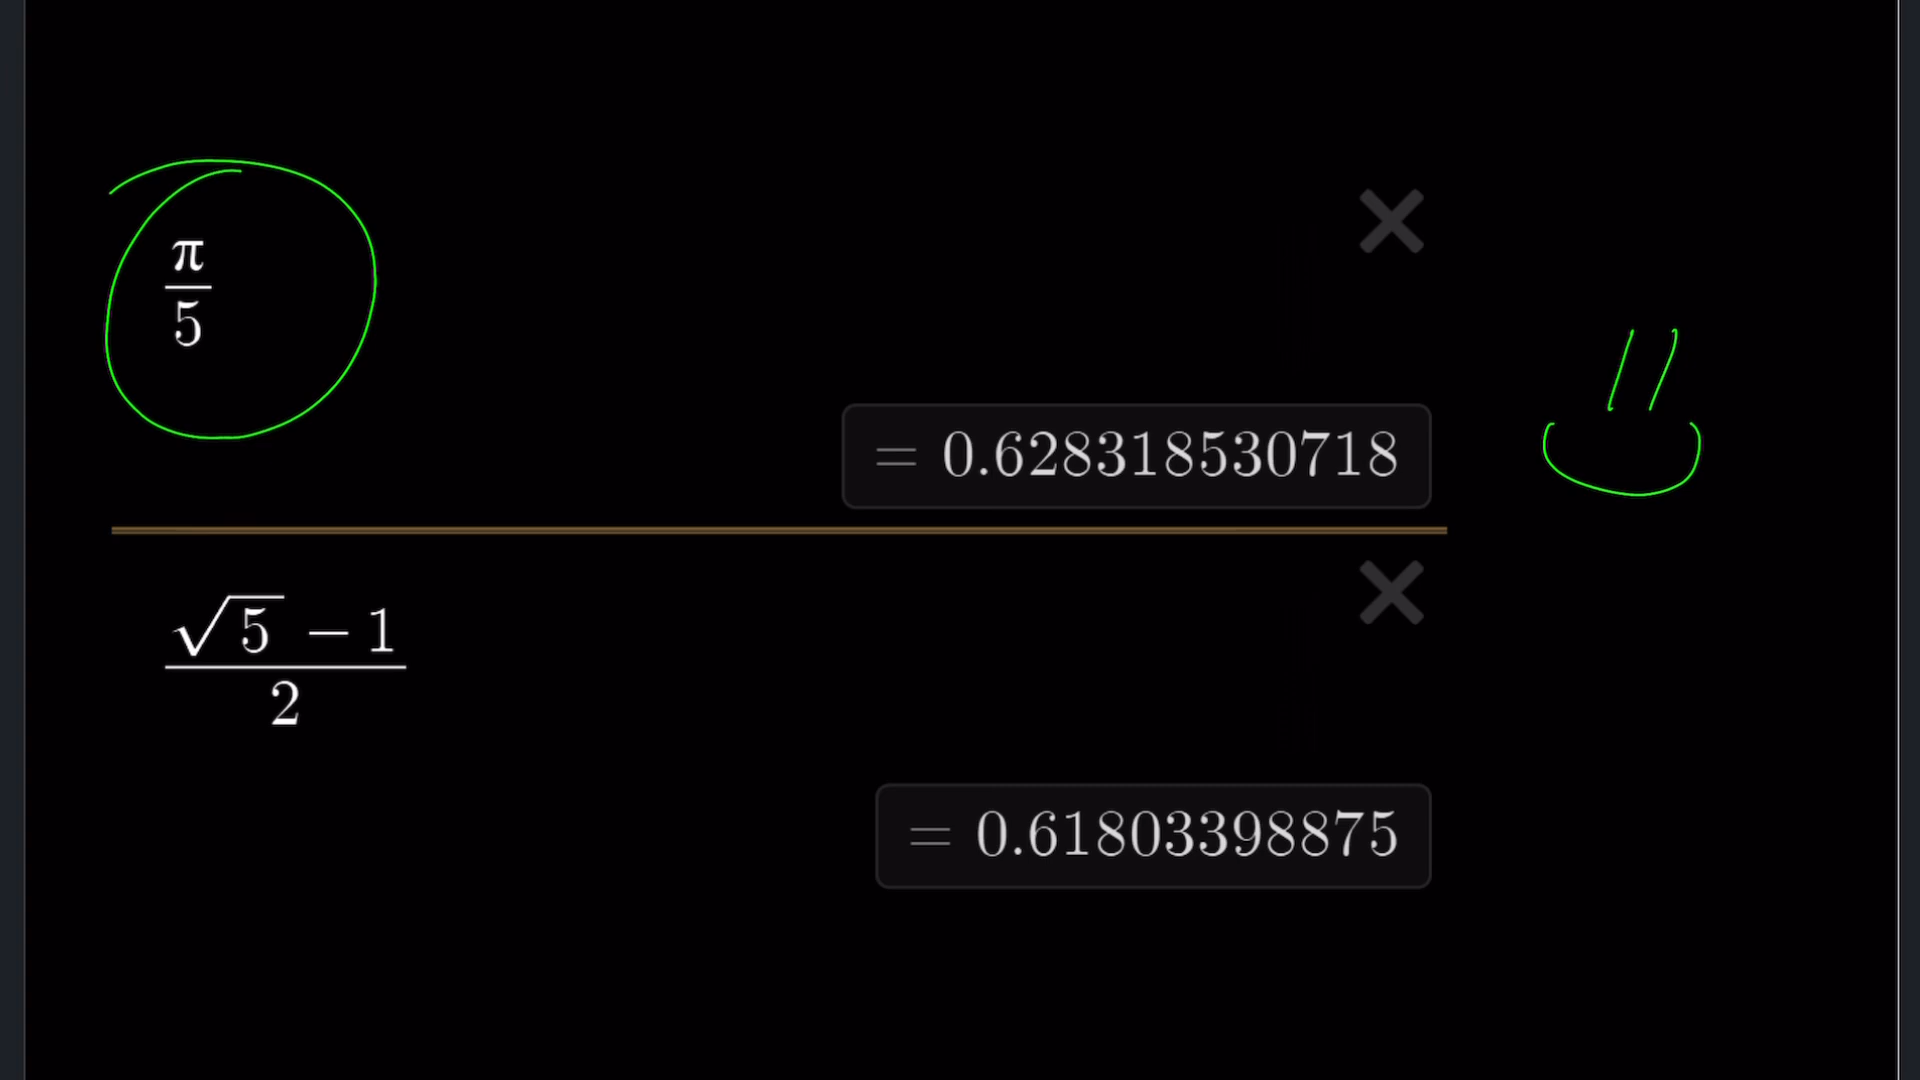 π/5
= 0.628318530718
(√5 − 1)/2
= 0.61803398875